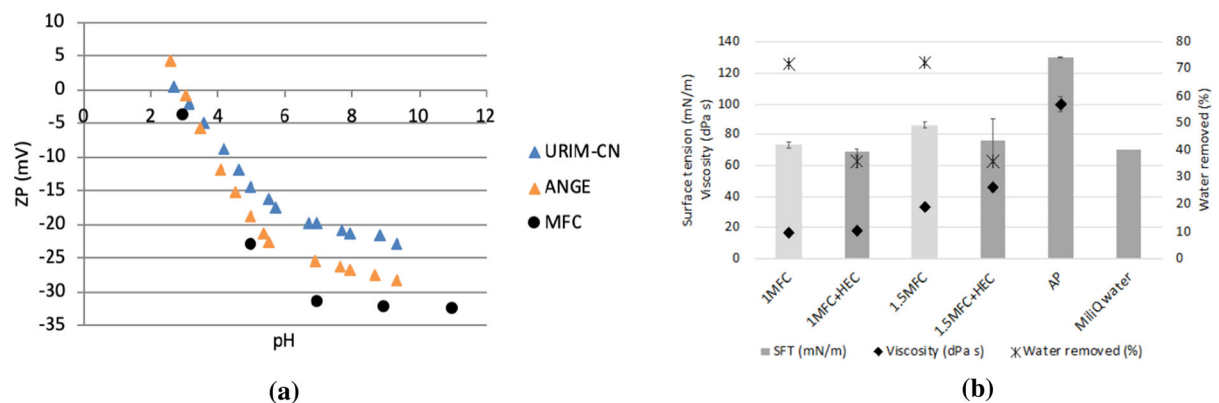 10
5
0
-5
-10
-15
-20
-25
-30
-35
ZP (mV)
0 2 4 6 8 10 12
pH
URIM-CN
ANGE
MFC
(a)
140
120
100
80
60
40
20
0
Surface tension (mN/m)
Viscosity (dPa s)
80
70
60
50
40
30
20
10
0
Water removed (%)
1MFC
1MFC+HEC
1.5MFC
1.5MFC+HEC
AP
MiliQ water
SFT (mN/m) Viscosity (dPa s) Water removed (%)
(b)